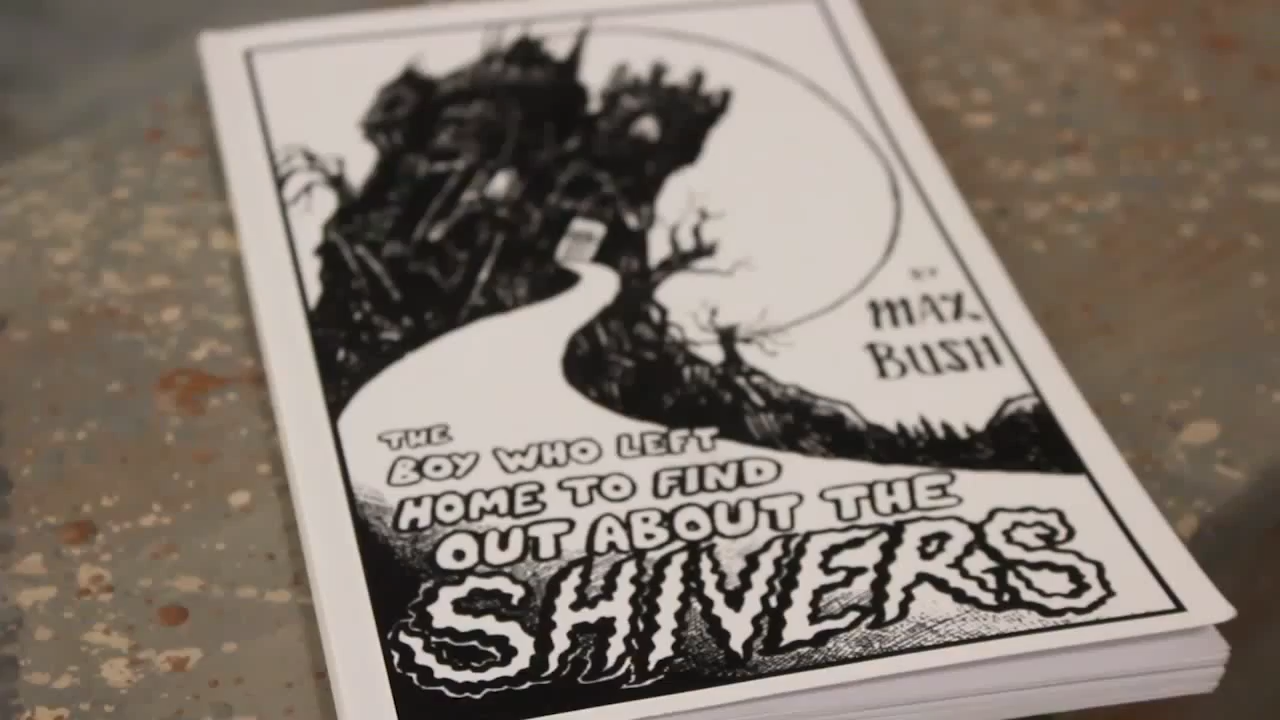 BY
MAX
BUSH
THE
BOY WHO LEFT
HOME TO FIND
OUT ABOUT THE
SHIVERS